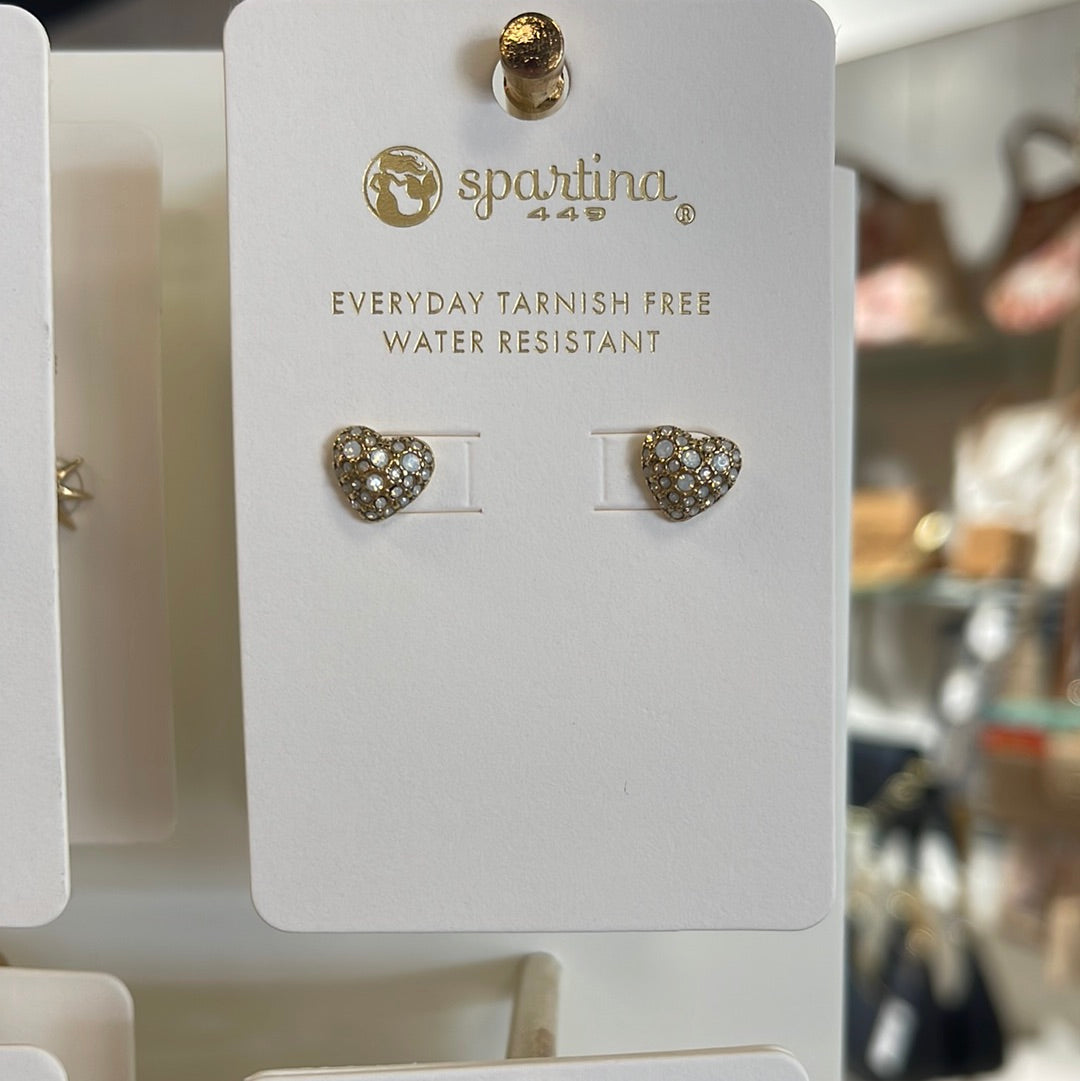 spartina
449 ®
EVERYDAY TARNISH FREE
WATER RESISTANT